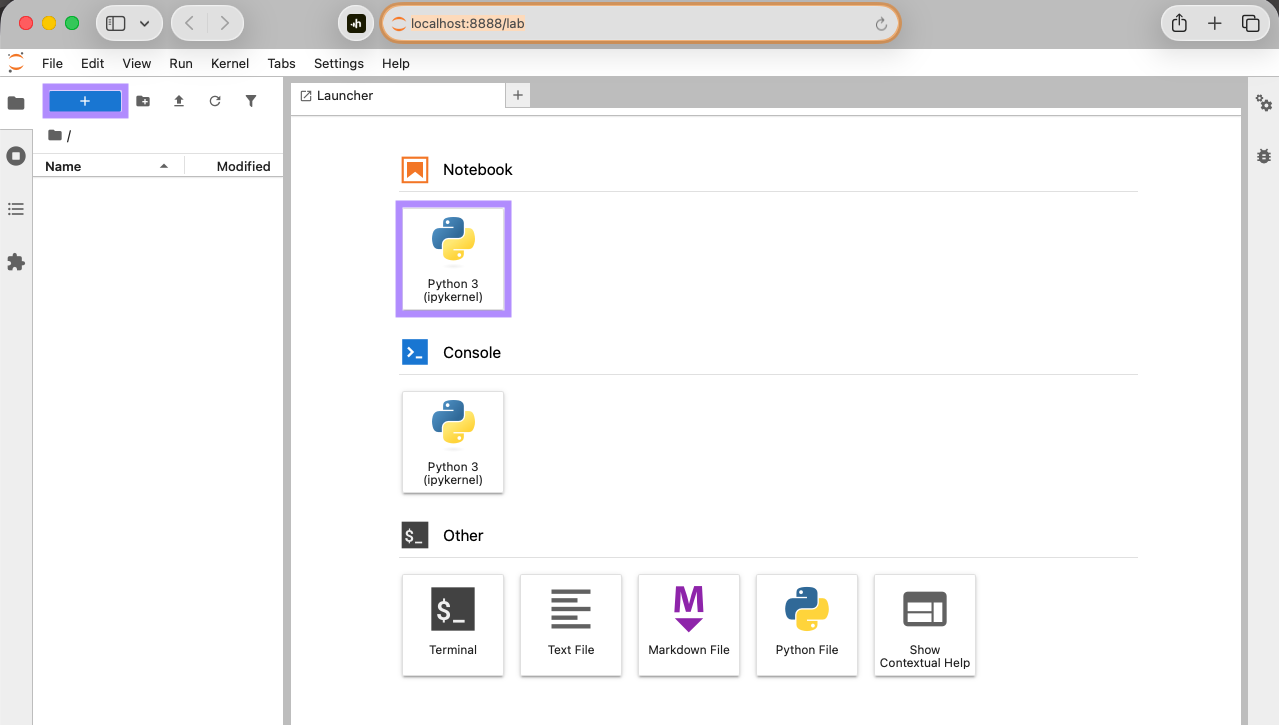 localhost:8888/lab
File Edit View Run Kernel Tabs Settings Help
Launcher
/
Name Modified
Notebook
Python 3
(ipykernel)
Console
Python 3
(ipykernel)
$_ Other
$_
M
Terminal Text File Markdown File Python File Show
Contextual Help